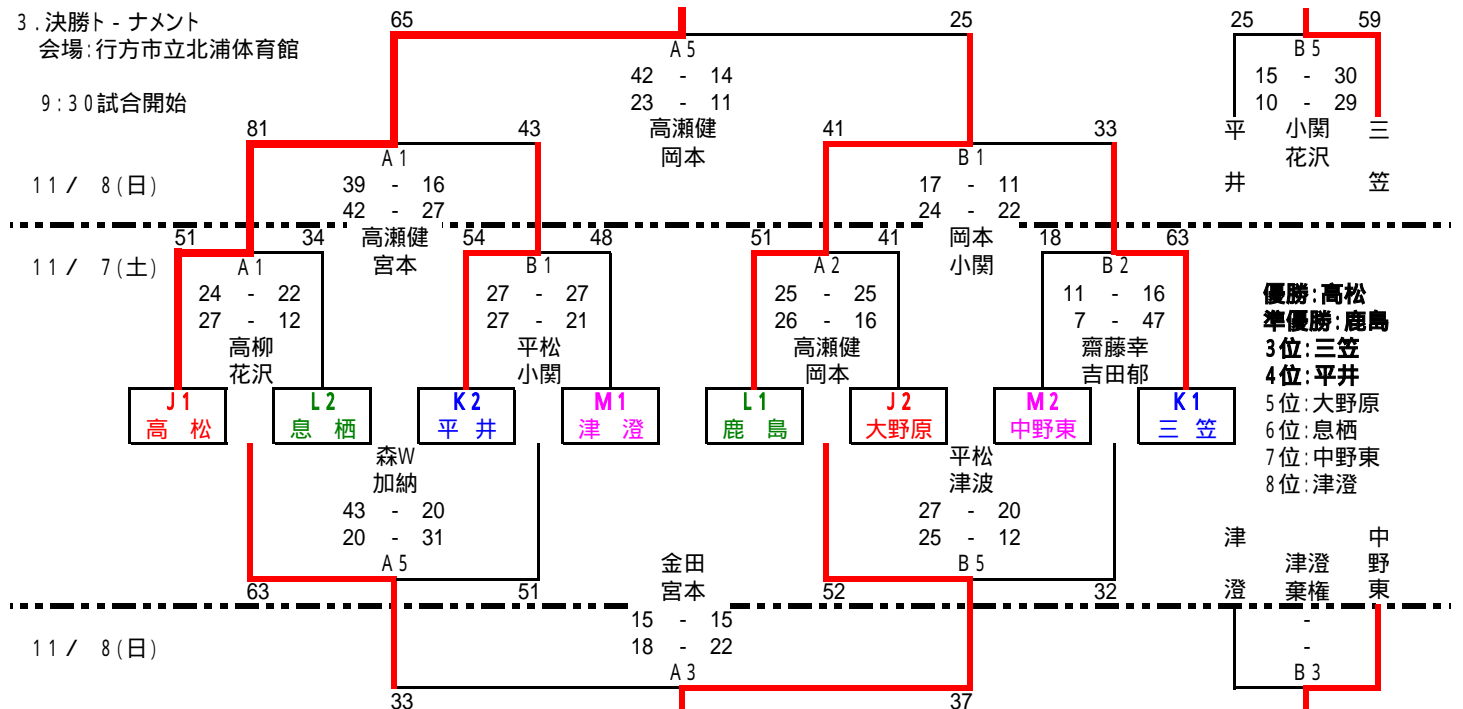 3.決勝ト-ナメント
会場:行方市立北浦体育館
9:30試合開始
65 25
A5
42 - 14
23 - 11
高瀬健
岡本
25 59
B5
15 - 30
10 - 29
平井 小関 三笠
花沢
11/ 8(日)
81 43
A1
39 - 16
42 - 27
高瀬健
宮本
41 33
B1
17 - 11
24 - 22
岡本
小関
11/ 7(土)
51 34
A1
24 - 22
27 - 12
高柳
花沢
54 48
B1
27 - 27
27 - 21
平松
小関
51 41
A2
25 - 25
26 - 16
高瀬健
岡本
18 63
B2
11 - 16
7 - 47
齋藤幸
吉田郁
J1 L2 K2 M1 L1 J2 M2 K1
高松 息栖 平井 津澄 鹿島 大野原 中野東 三笠
優勝:高松
準優勝:鹿島
3位:三笠
4位:平井
5位:大野原
6位:息栖
7位:中野東
8位:津澄
森W
加納
43 - 20
20 - 31
A5
63 51
平松
津波
27 - 20
25 - 12
B5
52 32
11/ 8(日)
金田
宮本
15 - 15
18 - 22
A3
33 37
津澄 津澄 中野東
棄権
-
-
B3